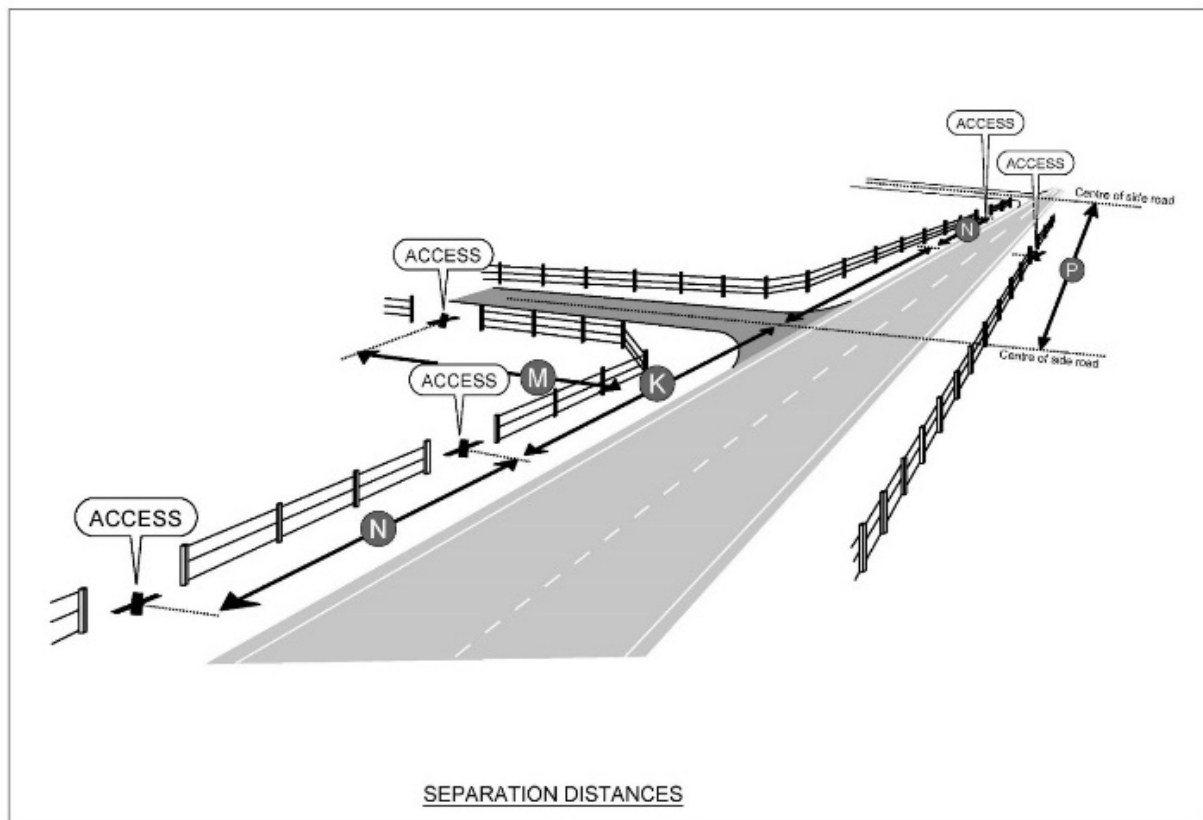 ACCESS
ACCESS
Centre of side road
N
ACCESS
P
Centre of side road
M
K
ACCESS
ACCESS
N
SEPARATION DISTANCES